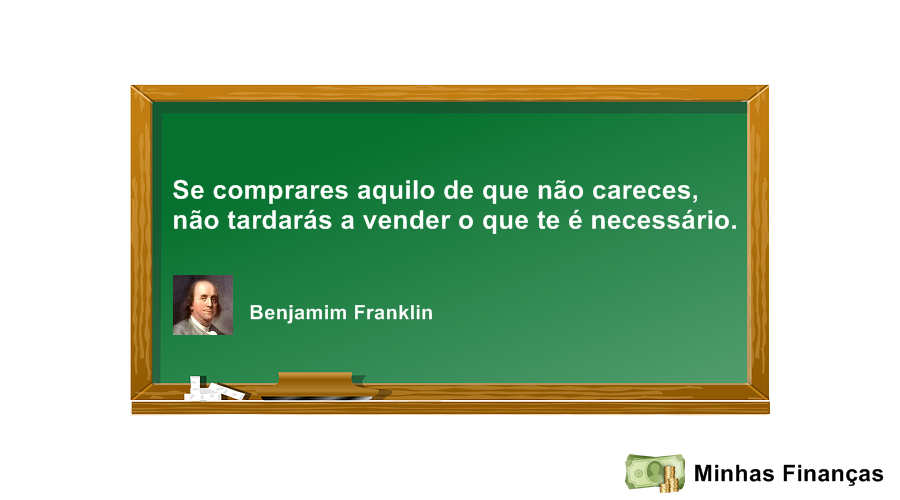 Se comprares aquilo de que não careces,
não tardarás a vender o que te é necessário.
Benjamim Franklin
Minhas Finanças